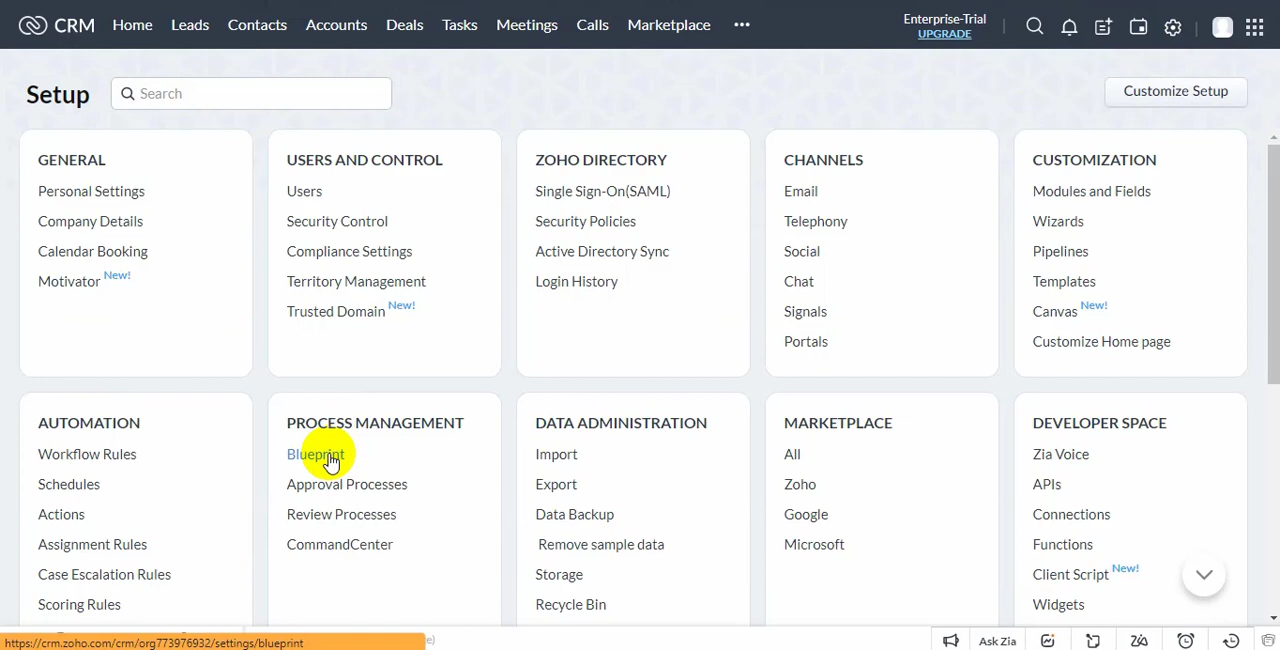 CRM Home Leads Contacts Accounts Deals Tasks Meetings Calls Marketplace ••• Enterprise-Trial
UPGRADE
Setup Search Customize Setup
GENERAL
Personal Settings
Company Details
Calendar Booking
Motivator New!
USERS AND CONTROL
Users
Security Control
Compliance Settings
Territory Management
Trusted Domain New!
ZOHO DIRECTORY
Single Sign-On(SAML)
Security Policies
Active Directory Sync
Login History
CHANNELS
Email
Telephony
Social
Chat
Signals
Portals
CUSTOMIZATION
Modules and Fields
Wizards
Pipelines
Templates
Canvas New!
Customize Home page
AUTOMATION
Workflow Rules
Schedules
Actions
Assignment Rules
Case Escalation Rules
Scoring Rules
PROCESS MANAGEMENT
Blueprint
Approval Processes
Review Processes
CommandCenter
DATA ADMINISTRATION
Import
Export
Data Backup
Remove sample data
Storage
Recycle Bin
MARKETPLACE
All
Zoho
Google
Microsoft
DEVELOPER SPACE
Zia Voice
APIs
Connections
Functions
Client Script New!
Widgets
https://crm.zoho.com/crm/org773976932/settings/blueprint
Ask Zia